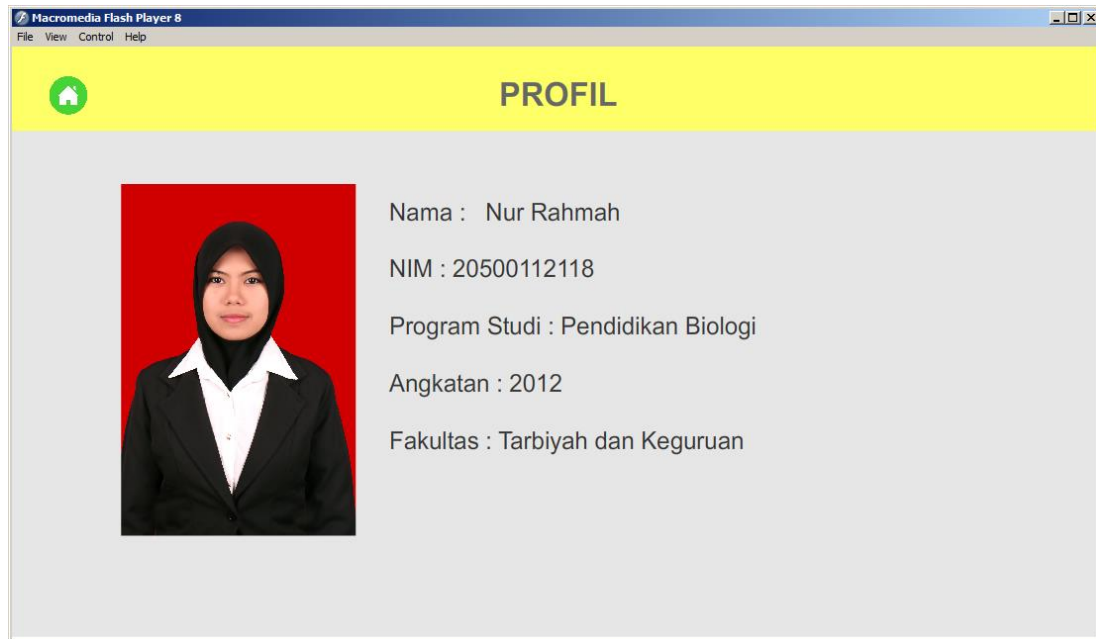 Macromedia Flash Player 8
File View Control Help
PROFIL
Nama : Nur Rahmah
NIM : 20500112118
Program Studi : Pendidikan Biologi
Angkatan : 2012
Fakultas : Tarbiyah dan Keguruan